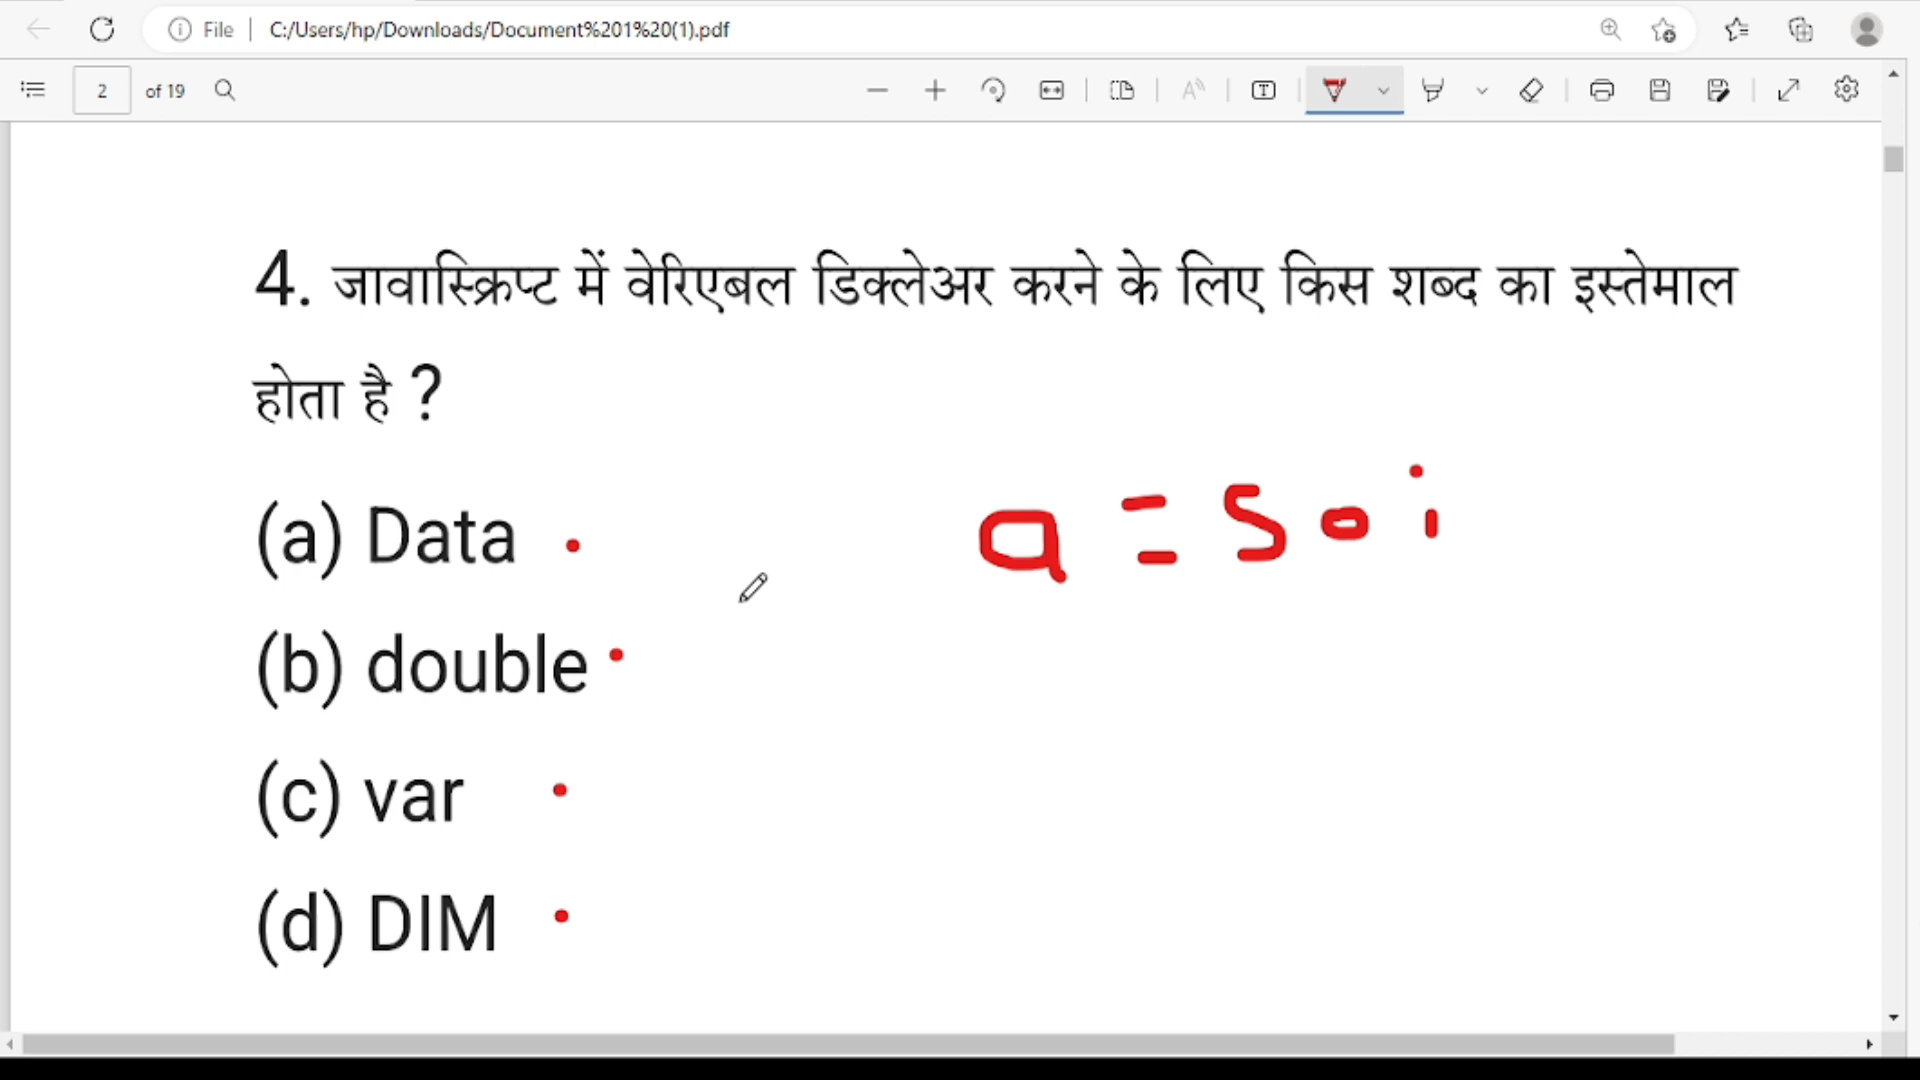 File C:/Users/hp/Downloads/Document%201%20(1).pdf
2 of 19
4. जावास्क्रिप्ट में वेरिएबल डिक्लेअर करने के लिए किस शब्द का इस्तेमाल
होता है ?
(a) Data
a = 50 i
(b) double
(c) var
(d) DIM